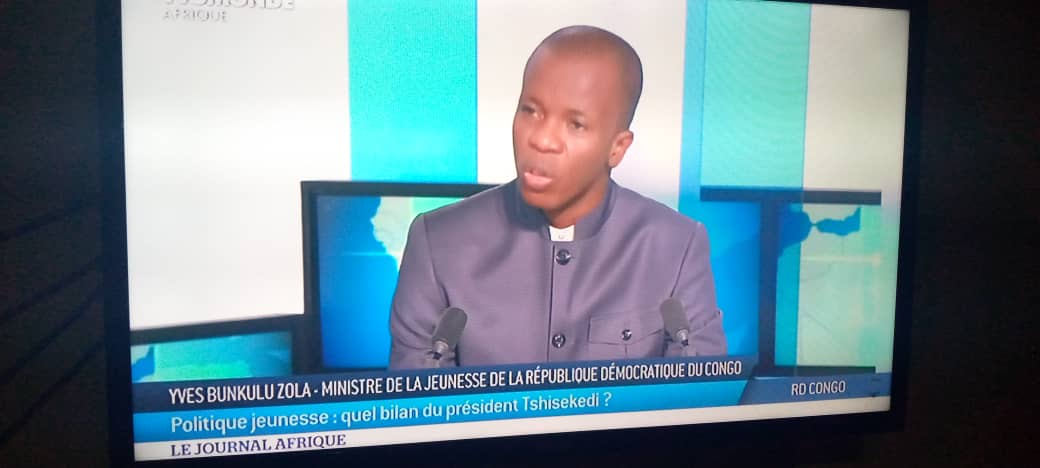 AFRIQUE
YVES BUNKULU ZOLA - MINISTRE DE LA JEUNESSE DE LA RÉPUBLIQUE DÉMOCRATIQUE DU CONGO
RD CONGO
Politique jeunesse : quel bilan du président Tshisekedi ?
LE JOURNAL AFRIQUE